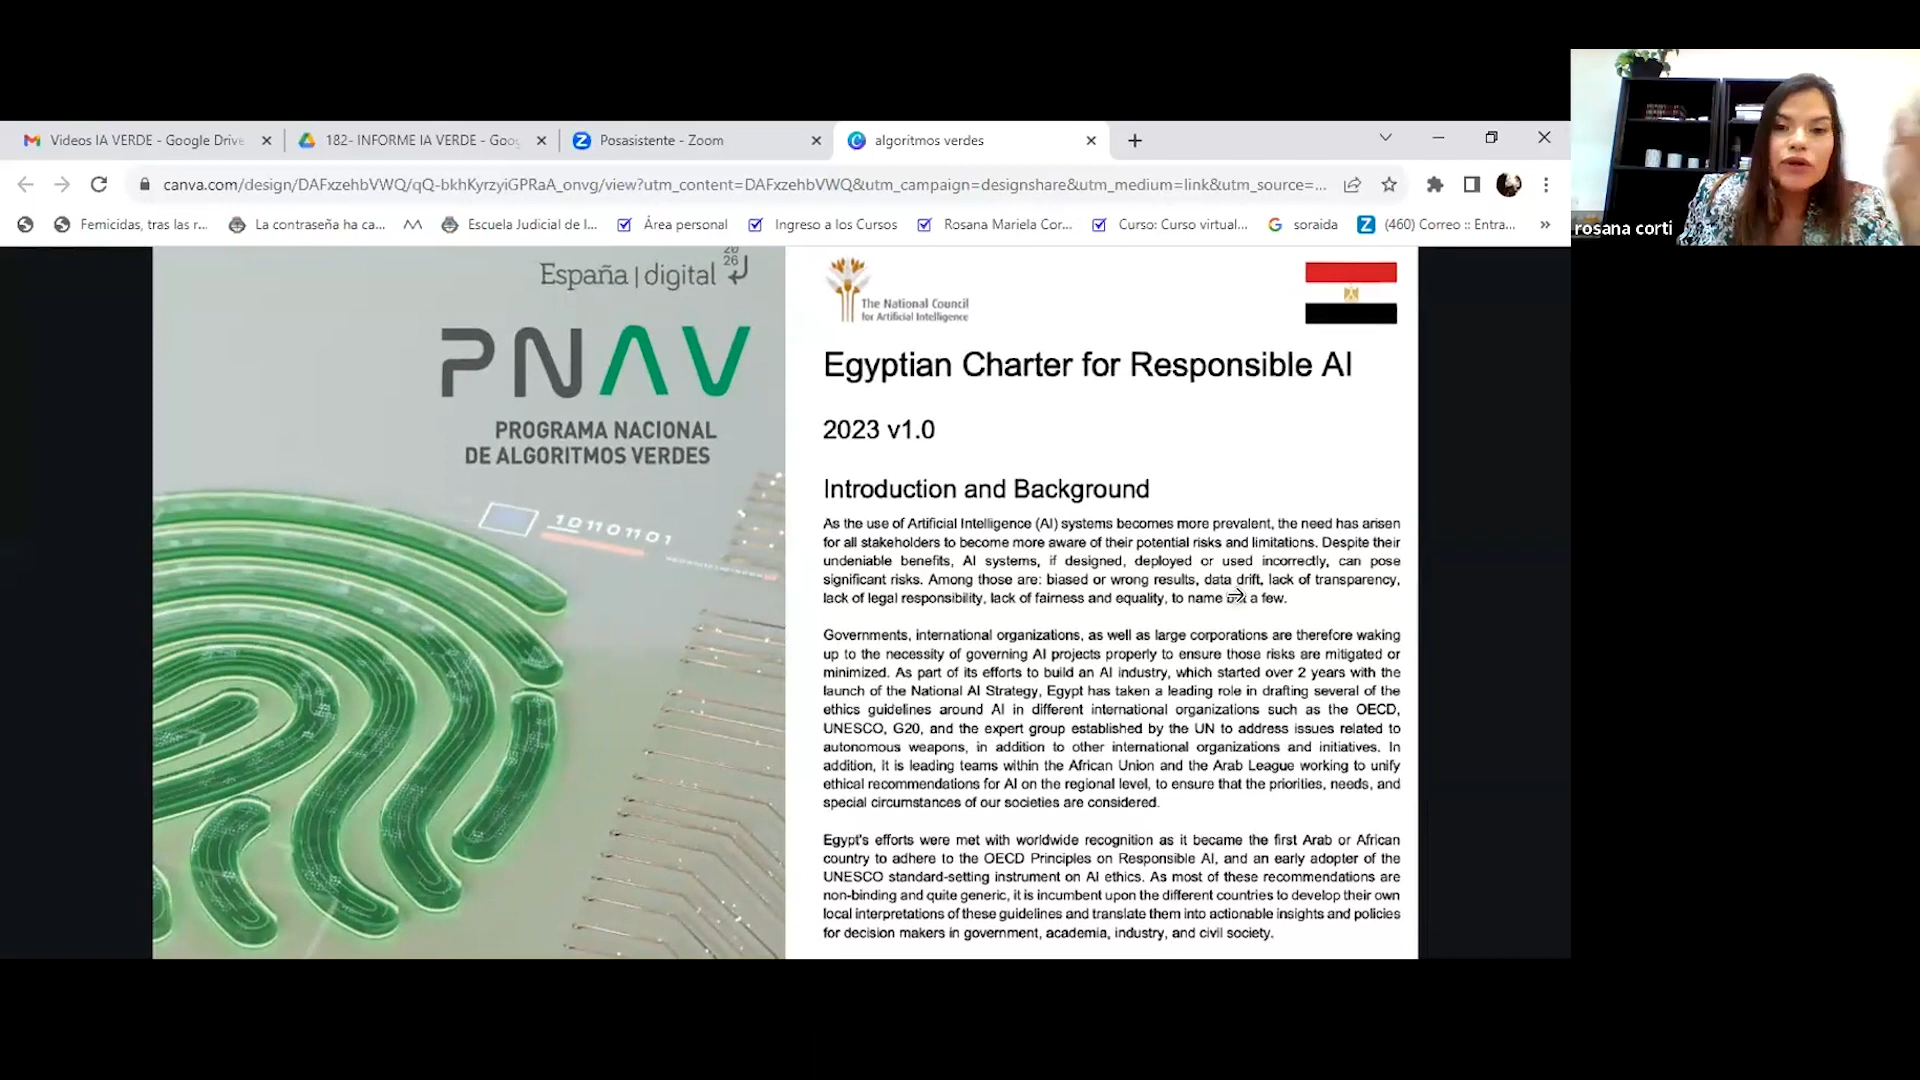 Videos IA VERDE - Google Drive
182- INFORME IA VERDE - Goog
Posasistente - Zoom
algoritmos verdes
canva.com/design/DAFxzehbVWQ/qQ-bkhKyrzyiGPRaA_onvg/view?utm_content=DAFxzehbVWQ&utm_campaign=designshare&utm_medium=link&utm_source=...
Femicidas, tras las r...
La contraseña ha ca...
Escuela Judicial de l...
Área personal
Ingreso a los Cursos
Rosana Mariela Cor...
Curso: Curso virtual...
soraida
(460) Correo :: Entra...
rosana corti
España | digital 26
PNAV
PROGRAMA NACIONAL
DE ALGORITMOS VERDES
10110101
The National Council
for Artificial Intelligence
Egyptian Charter for Responsible AI
2023 v1.0
Introduction and Background
As the use of Artificial Intelligence (AI) systems becomes more prevalent, the need has arisen
for all stakeholders to become more aware of their potential risks and limitations. Despite their
undeniable benefits, AI systems, if designed, deployed or used incorrectly, can pose
significant risks. Among those are: biased or wrong results, data drift, lack of transparency,
lack of legal responsibility, lack of fairness and equality, to name a few.
Governments, international organizations, as well as large corporations are therefore waking
up to the necessity of governing AI projects properly to ensure those risks are mitigated or
minimized. As part of its efforts to build an AI industry, which started over 2 years with the
launch of the National AI Strategy, Egypt has taken a leading role in drafting several of the
ethics guidelines around AI in different international organizations such as the OECD,
UNESCO, G20, and the expert group established by the UN to address issues related to
autonomous weapons, in addition to other international organizations and initiatives. In
addition, it is leading teams within the African Union and the Arab League working to unify
ethical recommendations for AI on the regional level, to ensure that the priorities, needs, and
special circumstances of our societies are considered.
Egypt's efforts were met with worldwide recognition as it became the first Arab or African
country to adhere to the OECD Principles on Responsible AI, and an early adopter of the
UNESCO standard-setting instrument on AI ethics. As most of these recommendations are
non-binding and quite generic, it is incumbent upon the different countries to develop their own
local interpretations of these guidelines and translate them into actionable insights and policies
for decision makers in government, academia, industry, and civil society.